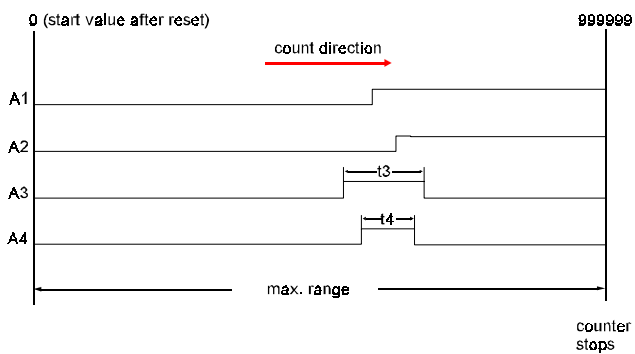 0 (start value after reset)
999999
count direction
A1
A2
t3
A3
t4
A4
max. range
counter
stops